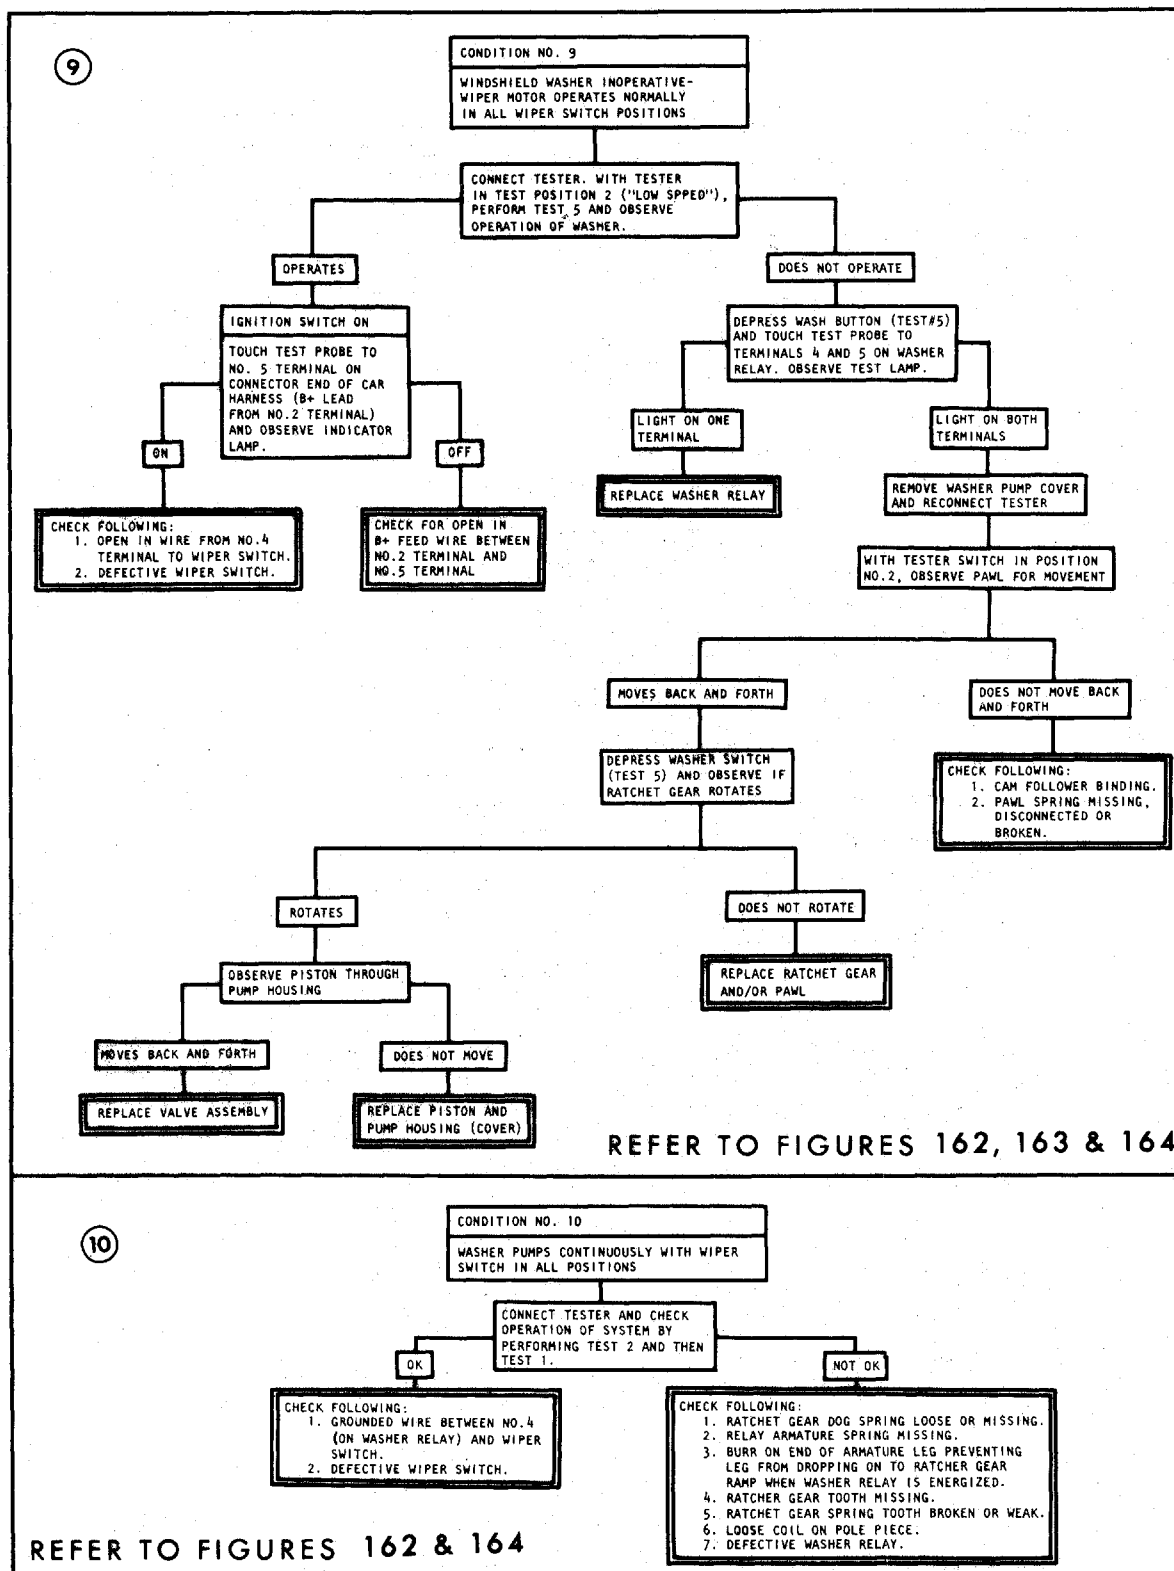 9
CONDITION NO. 9
WINDSHIELD WASHER INOPERATIVE-
WIPER MOTOR OPERATES NORMALLY
IN ALL WIPER SWITCH POSITIONS
CONNECT TESTER. WITH TESTER
IN TEST POSITION 2 ("LOW SPPED"),
PERFORM TEST 5 AND OBSERVE
OPERATION OF WASHER.
OPERATES
DOES NOT OPERATE
IGNITION SWITCH ON
TOUCH TEST PROBE TO
NO. 5 TERMINAL ON
CONNECTOR END OF CAR
HARNESS (B+ LEAD
FROM NO.2 TERMINAL)
AND OBSERVE INDICATOR
LAMP.
DEPRESS WASH BUTTON (TEST#5)
AND TOUCH TEST PROBE TO
TERMINALS 4 AND 5 ON WASHER
RELAY. OBSERVE TEST LAMP.
ON
OFF
LIGHT ON ONE
TERMINAL
LIGHT ON BOTH
TERMINALS
CHECK FOLLOWING:
1. OPEN IN WIRE FROM NO.4
TERMINAL TO WIPER SWITCH.
2. DEFECTIVE WIPER SWITCH.
CHECK FOR OPEN IN
B+ FEED WIRE BETWEEN
NO.2 TERMINAL AND
NO.5 TERMINAL
REPLACE WASHER RELAY
REMOVE WASHER PUMP COVER
AND RECONNECT TESTER
WITH TESTER SWITCH IN POSITION
NO.2, OBSERVE PAWL FOR MOVEMENT
MOVES BACK AND FORTH
DOES NOT MOVE BACK
AND FORTH
DEPRESS WASHER SWITCH
(TEST 5) AND OBSERVE IF
RATCHET GEAR ROTATES
CHECK FOLLOWING:
1. CAM FOLLOWER BINDING.
2. PAWL SPRING MISSING,
DISCONNECTED OR
BROKEN.
ROTATES
DOES NOT ROTATE
OBSERVE PISTON THROUGH
PUMP HOUSING
REPLACE RATCHET GEAR
AND/OR PAWL
MOVES BACK AND FORTH
DOES NOT MOVE
REPLACE VALVE ASSEMBLY
REPLACE PISTON AND
PUMP HOUSING (COVER)
REFER TO FIGURES 162, 163 & 164
10
CONDITION NO. 10
WASHER PUMPS CONTINUOUSLY WITH WIPER
SWITCH IN ALL POSITIONS
CONNECT TESTER AND CHECK
OPERATION OF SYSTEM BY
PERFORMING TEST 2 AND THEN
TEST 1.
OK
NOT OK
CHECK FOLLOWING:
1. GROUNDED WIRE BETWEEN NO.4
(ON WASHER RELAY) AND WIPER
SWITCH.
2. DEFECTIVE WIPER SWITCH.
CHECK FOLLOWING:
1. RATCHET GEAR DOG SPRING LOOSE OR MISSING.
2. RELAY ARMATURE SPRING MISSING.
3. BURR ON END OF ARMATURE LEG PREVENTING
LEG FROM DROPPING ON TO RATCHER GEAR
RAMP WHEN WASHER RELAY IS ENERGIZED.
4. RATCHER GEAR TOOTH MISSING.
5. RATCHET GEAR SPRING TOOTH BROKEN OR WEAK.
6. LOOSE COIL ON POLE PIECE.
7. DEFECTIVE WASHER RELAY.
REFER TO FIGURES 162 & 164